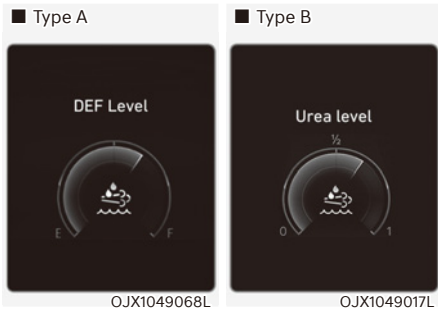 ■ Type A
DEF Level
E F
OJX1049068L
■ Type B
Urea level
½
0 1
OJX1049017L